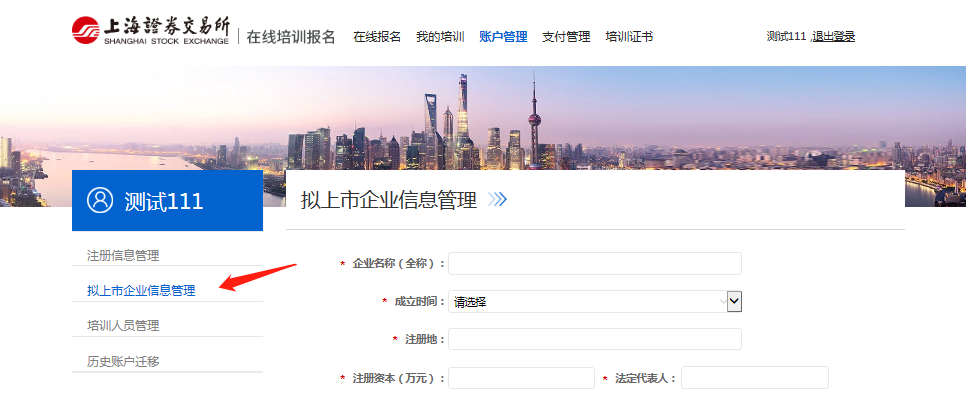 上海證券交易所
SHANGHAI STOCK EXCHANGE
在线培训报名
在线报名 我的培训 账户管理 支付管理 培训证书
测试111 ,退出登录
测试111
拟上市企业信息管理
注册信息管理
拟上市企业信息管理
培训人员管理
历史账户迁移
* 企业名称（全称）：
* 成立时间： 请选择
* 注册地：
* 注册资本（万元）： * 法定代表人：